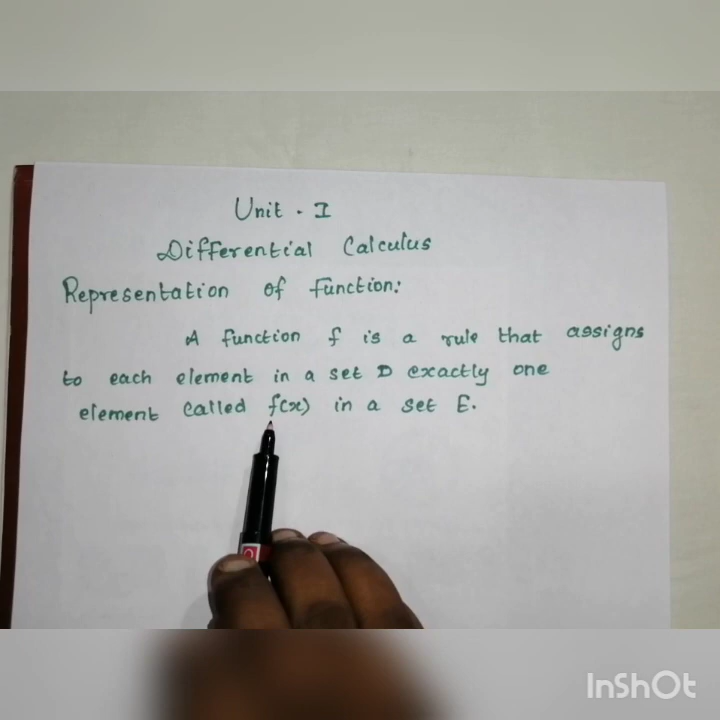 Unit - I
Differential Calculus
Representation of function:
A function f is a rule that assigns
to each element in a set D exactly one
element called f(x) in a set E.
InShOt